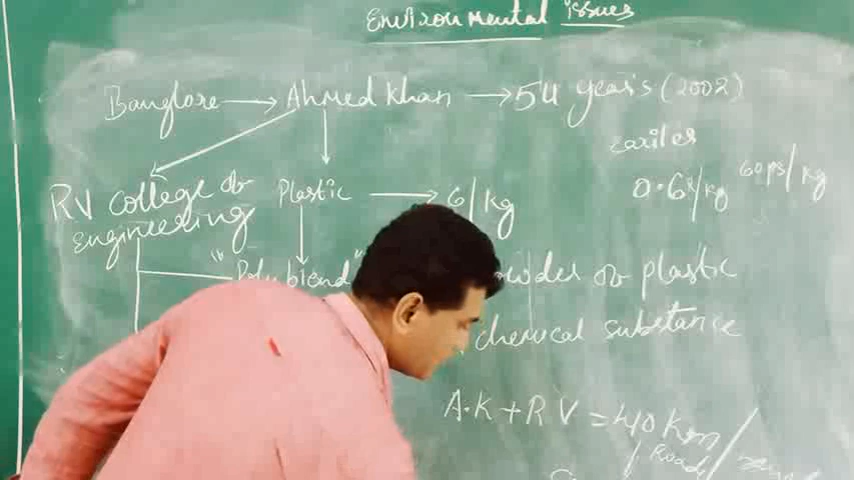 Environmental issues
Banglore → Ahmed Khan → 54 years (2002)
eariler
RV college of Plastic → 6/kg 0.6₹/kg 60ps/kg
engineering
"Polyblend" powder of plastic
chemical substance
A.K + R V = 40 Km /
Road